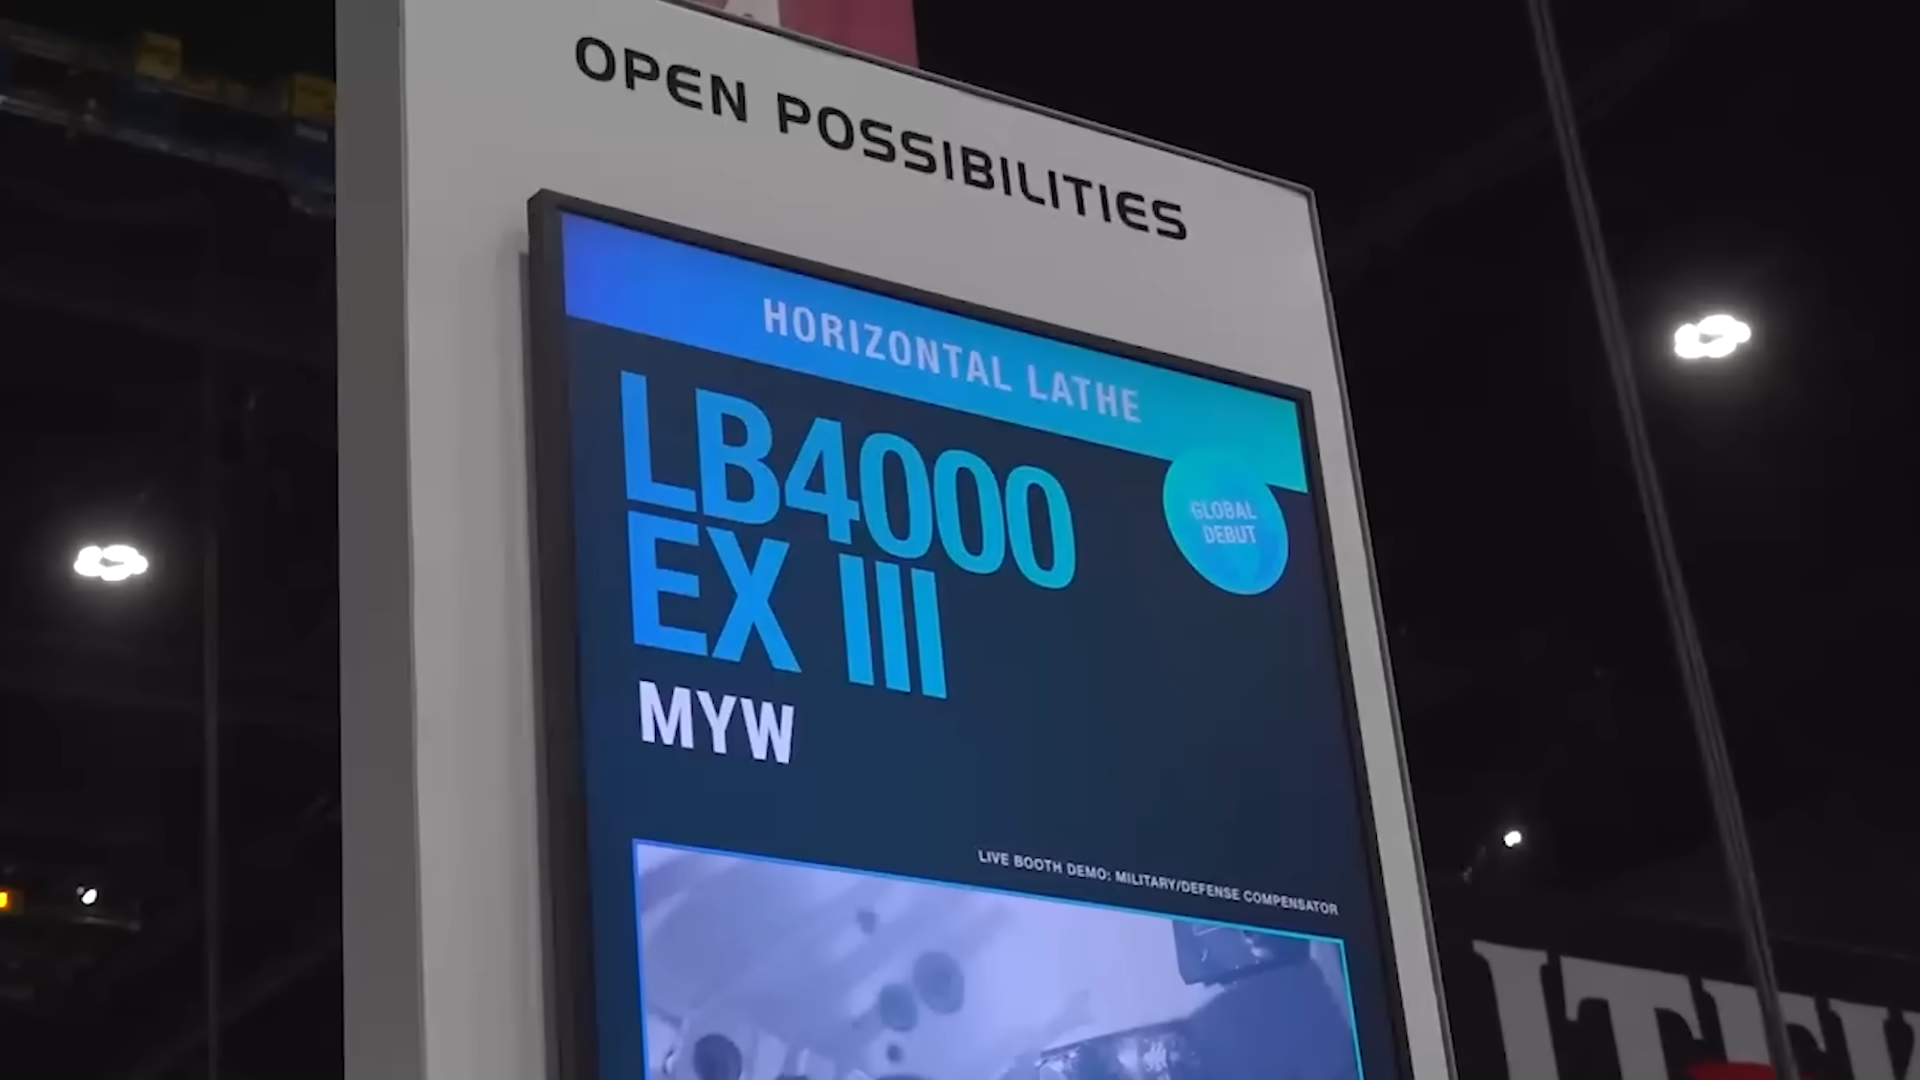 OPEN POSSIBILITIES
HORIZONTAL LATHE
LB4000
EX III
GLOBAL
DEBUT
MYW
LIVE BOOTH DEMO: MILITARY/DEFENSE COMPENSATOR